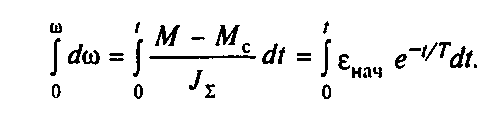 ∫₀^ω dω = ∫₀^t (M − M_с)/J_Σ dt = ∫₀^t ε_нач e^(−t/T) dt.